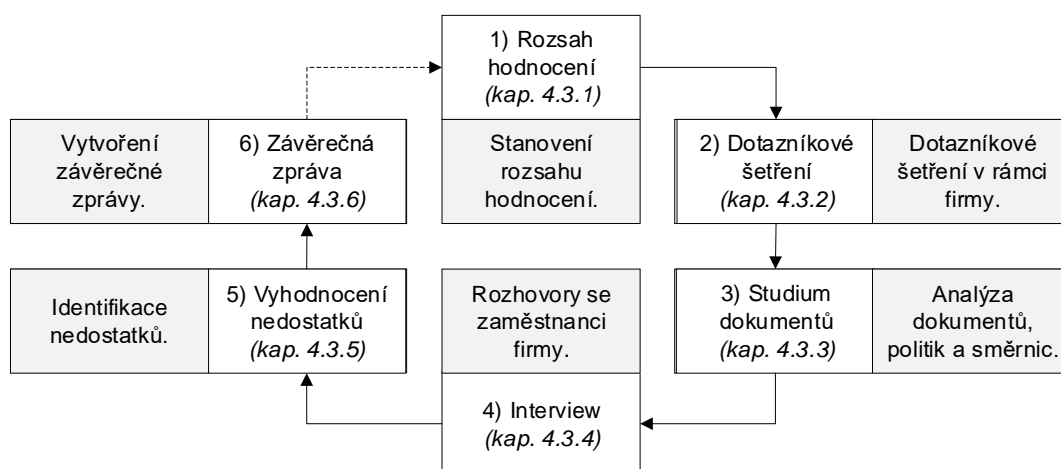 1) Rozsah
hodnocení
(kap. 4.3.1)
Stanovení
rozsahu
hodnocení.
2) Dotazníkové
šetření
(kap. 4.3.2)
Dotazníkové
šetření v rámci
firmy.
3) Studium
dokumentů
(kap. 4.3.3)
Analýza
dokumentů,
politik a směrnic.
Rozhovory se
zaměstnanci
firmy.
4) Interview
(kap. 4.3.4)
Identifikace
nedostatků.
5) Vyhodnocení
nedostatků
(kap. 4.3.5)
Vytvoření
závěrečné
zprávy.
6) Závěrečná
zpráva
(kap. 4.3.6)